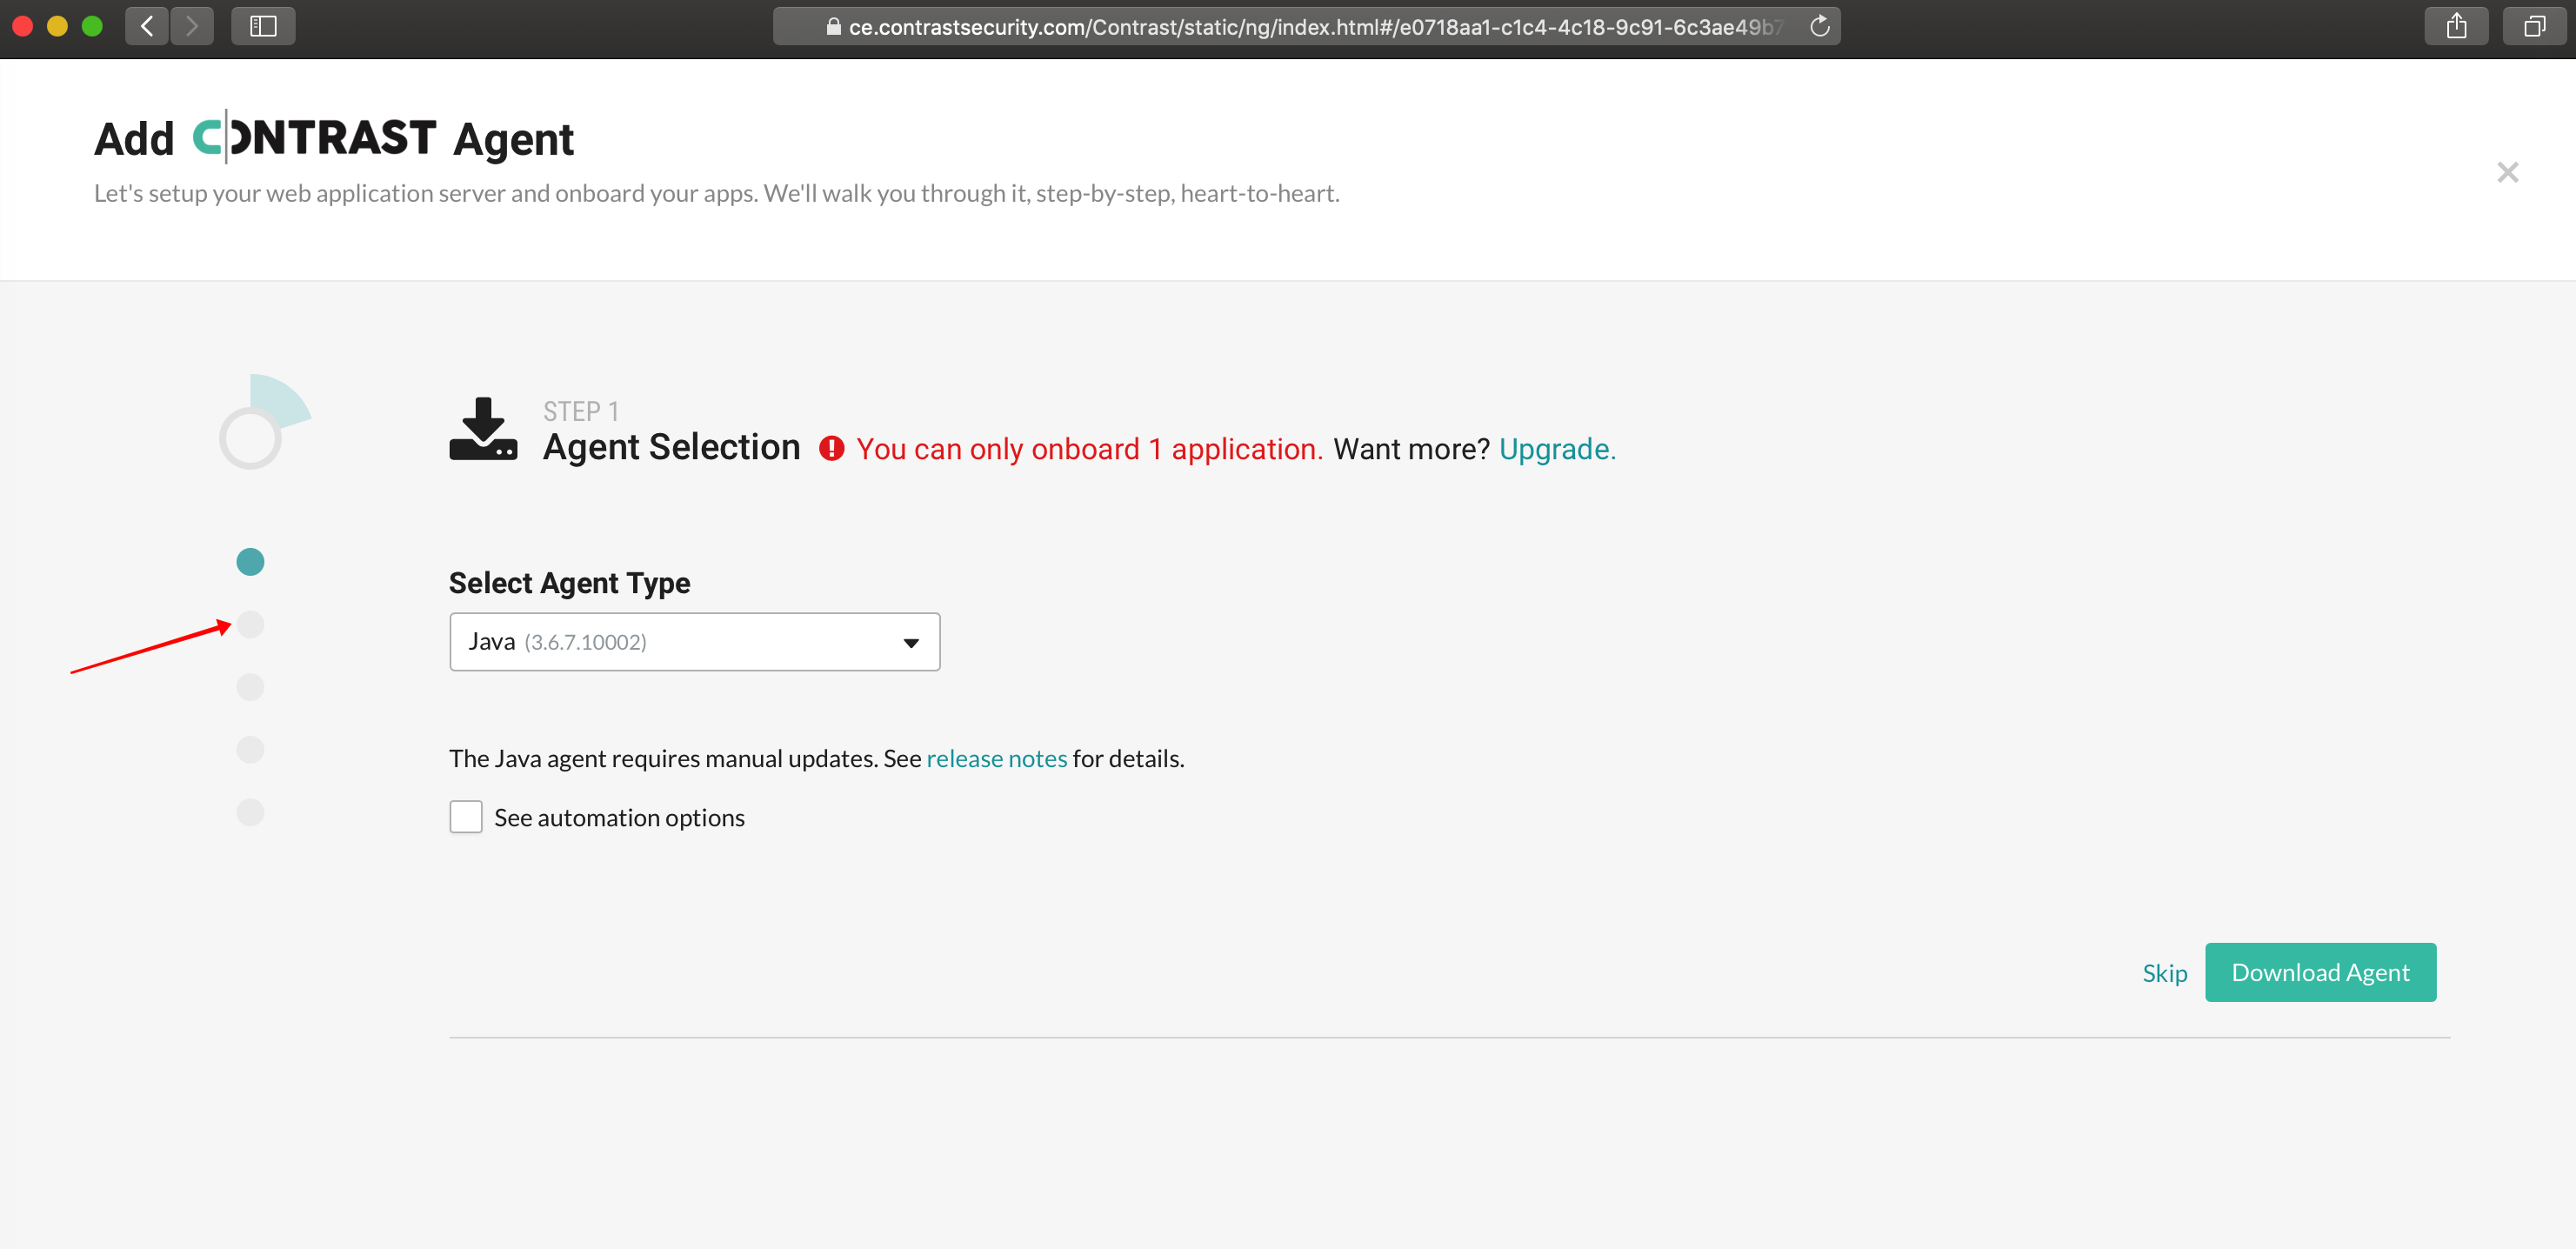 ce.contrastsecurity.com/Contrast/static/ng/index.html#/e0718aa1-c1c4-4c18-9c91-6c3ae49b7
Add CONTRAST Agent
Let's setup your web application server and onboard your apps. We'll walk you through it, step-by-step, heart-to-heart.
STEP 1
Agent Selection You can only onboard 1 application. Want more? Upgrade.
Select Agent Type
Java (3.6.7.10002)
The Java agent requires manual updates. See release notes for details.
See automation options
Skip Download Agent